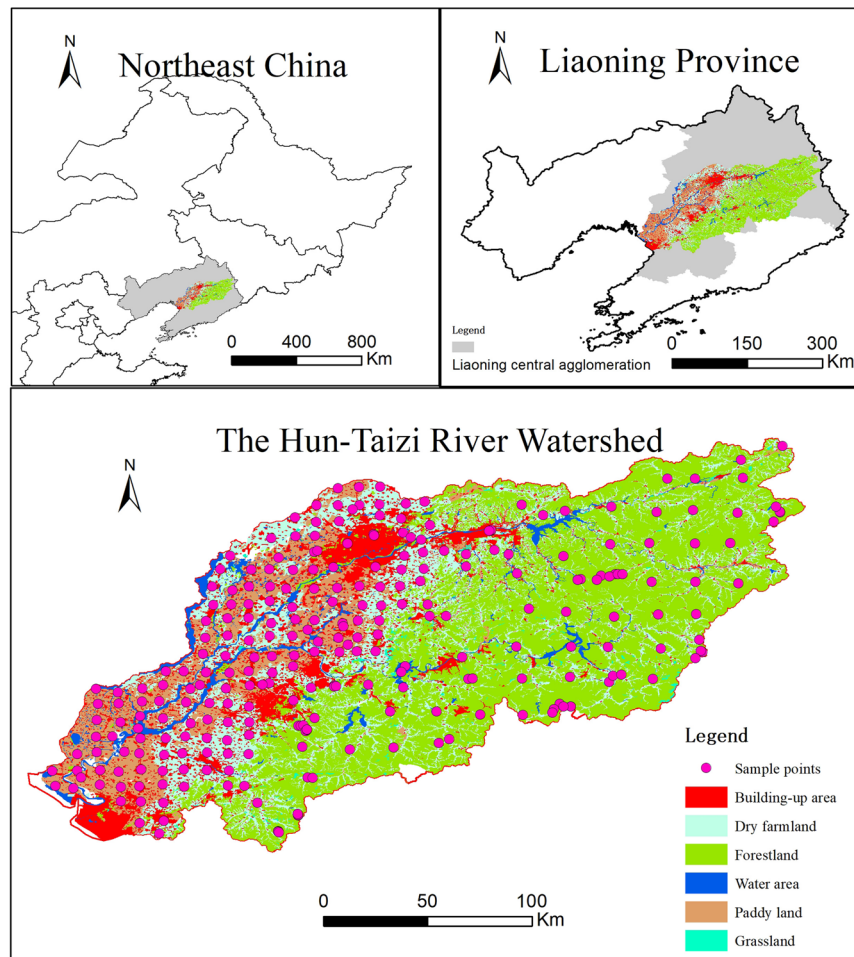 N
Northeast China
0 400 800
Km
N
Liaoning Province
Legend
Liaoning central agglomeration
0 150 300
Km
The Hun-Taizi River Watershed
N
Legend
Sample points
Building-up area
Dry farmland
Forestland
Water area
Paddy land
Grassland
0 50 100
Km